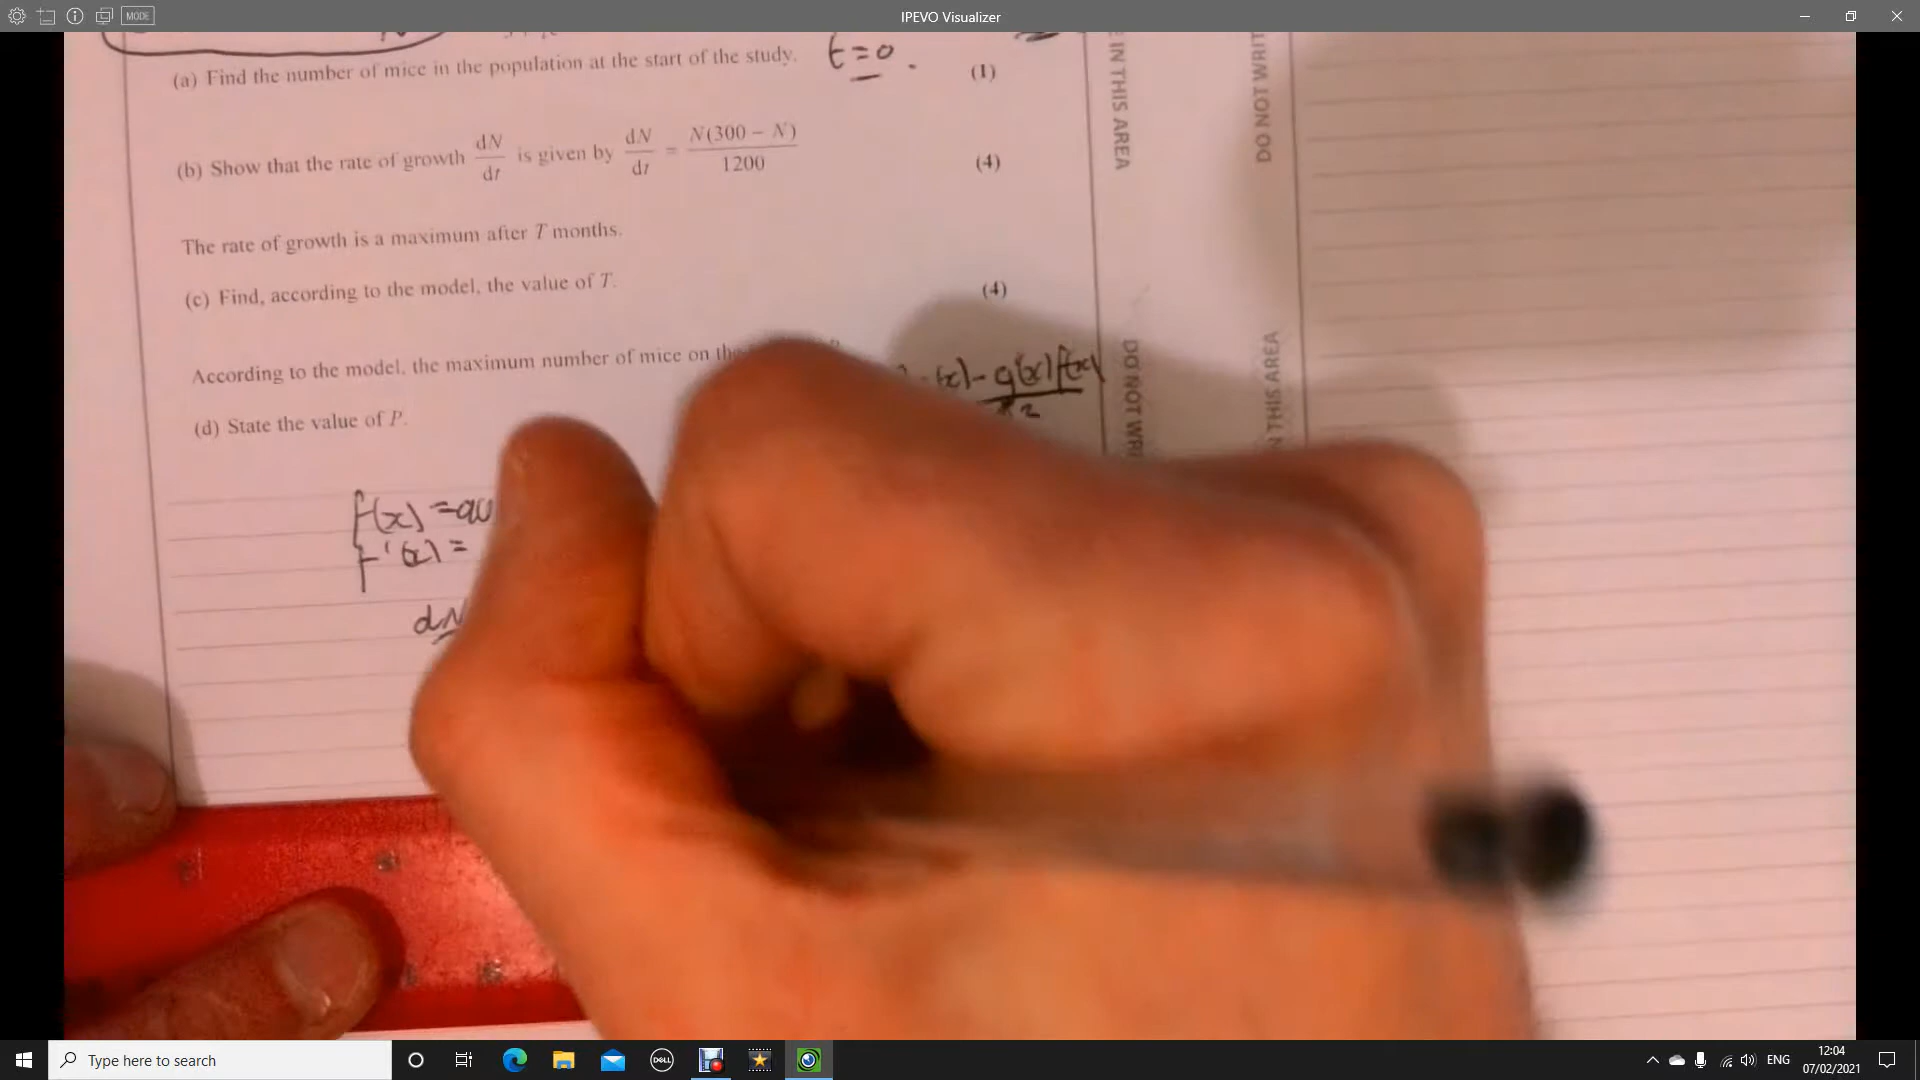 MODE
IPEVO Visualizer
(a) Find the number of mice in the population at the start of the study. t=0.
(1)
(b) Show that the rate of growth dN/dt is given by dN/dt = N(300 – N)/1200
(4)
The rate of growth is a maximum after T months.
(c) Find, according to the model, the value of T.
(4)
According to the model, the maximum number of mice on the
(x) - g'(x)f(x)
2
(d) State the value of P.
f(x) =
f'(x) =
dN
E IN THIS AREA
DO NOT WRI
DO NOT WRIT
N THIS AREA
Type here to search
DELL
ENG
12:04
07/02/2021